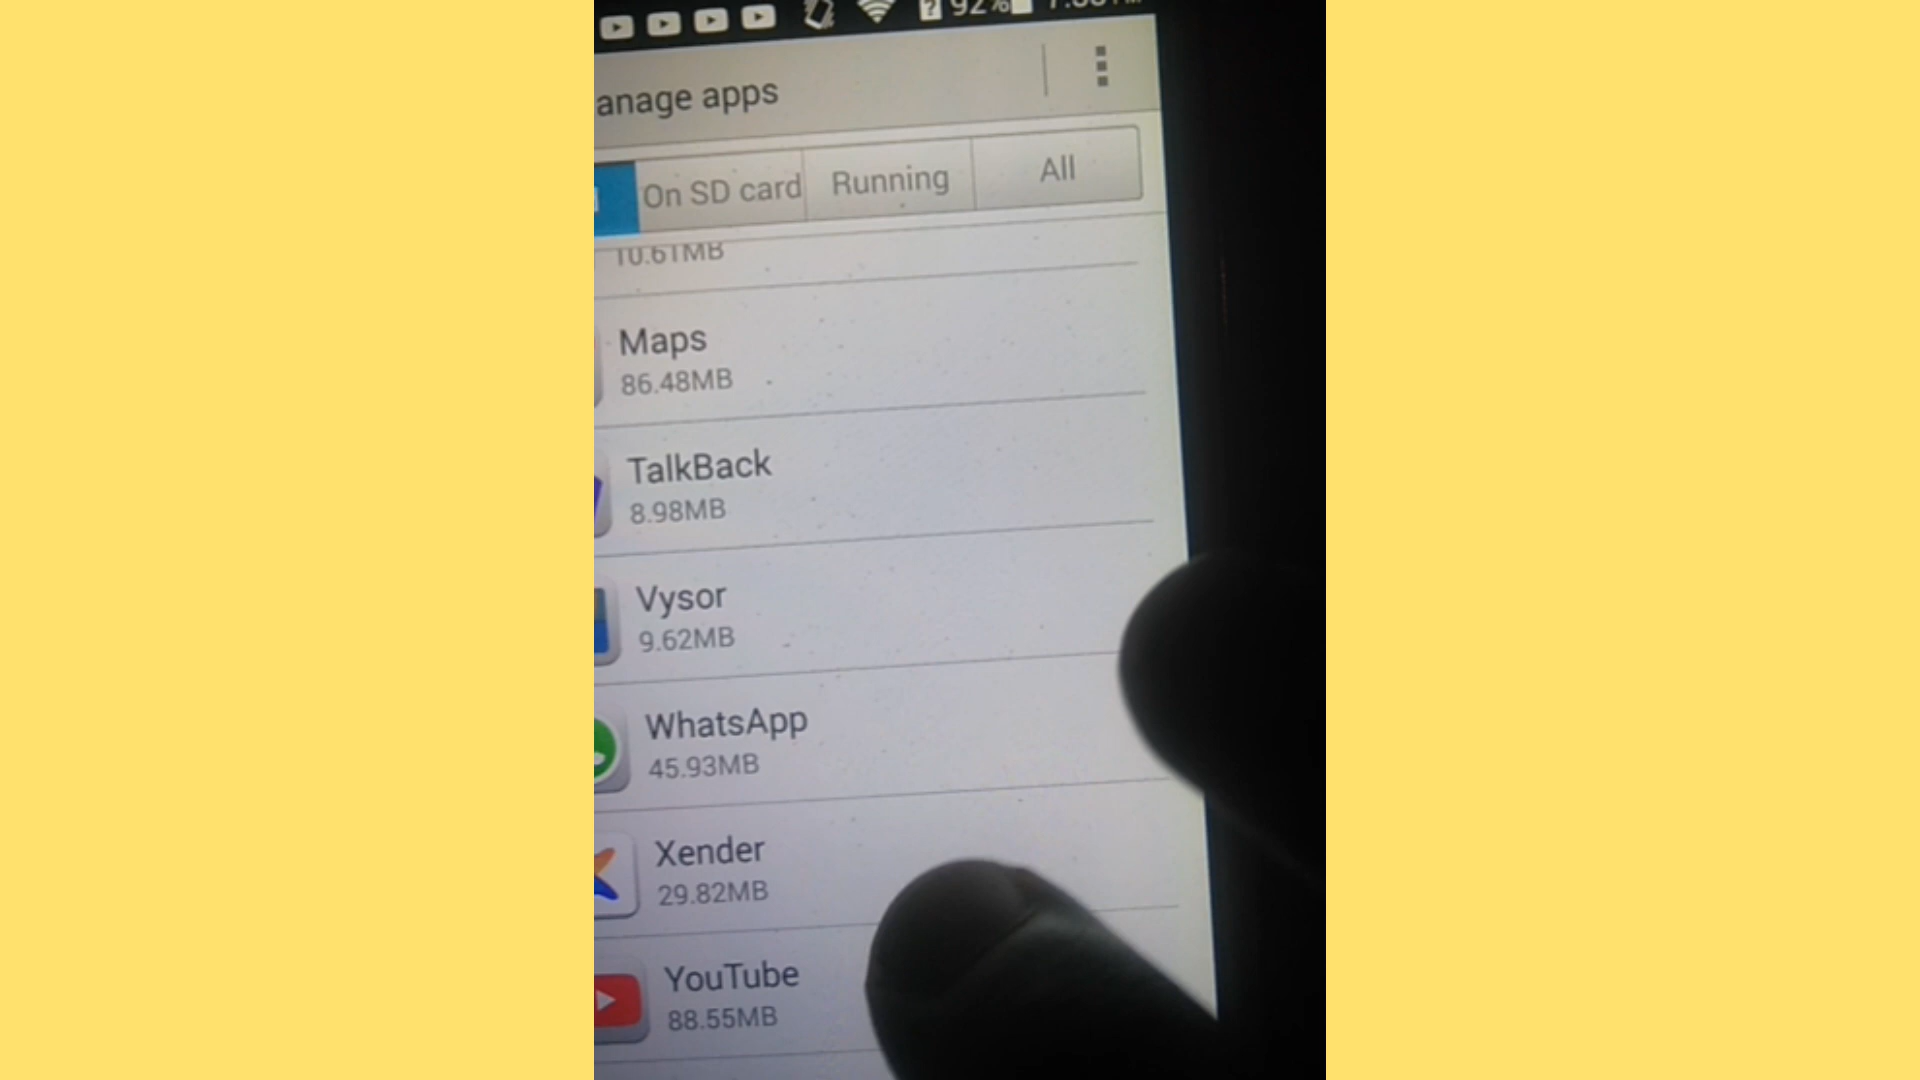 92%
anage apps
On SD card
Running
All
10.61MB
Maps
86.48MB
TalkBack
8.98MB
Vysor
9.62MB
WhatsApp
45.93MB
Xender
29.82MB
YouTube
88.55MB